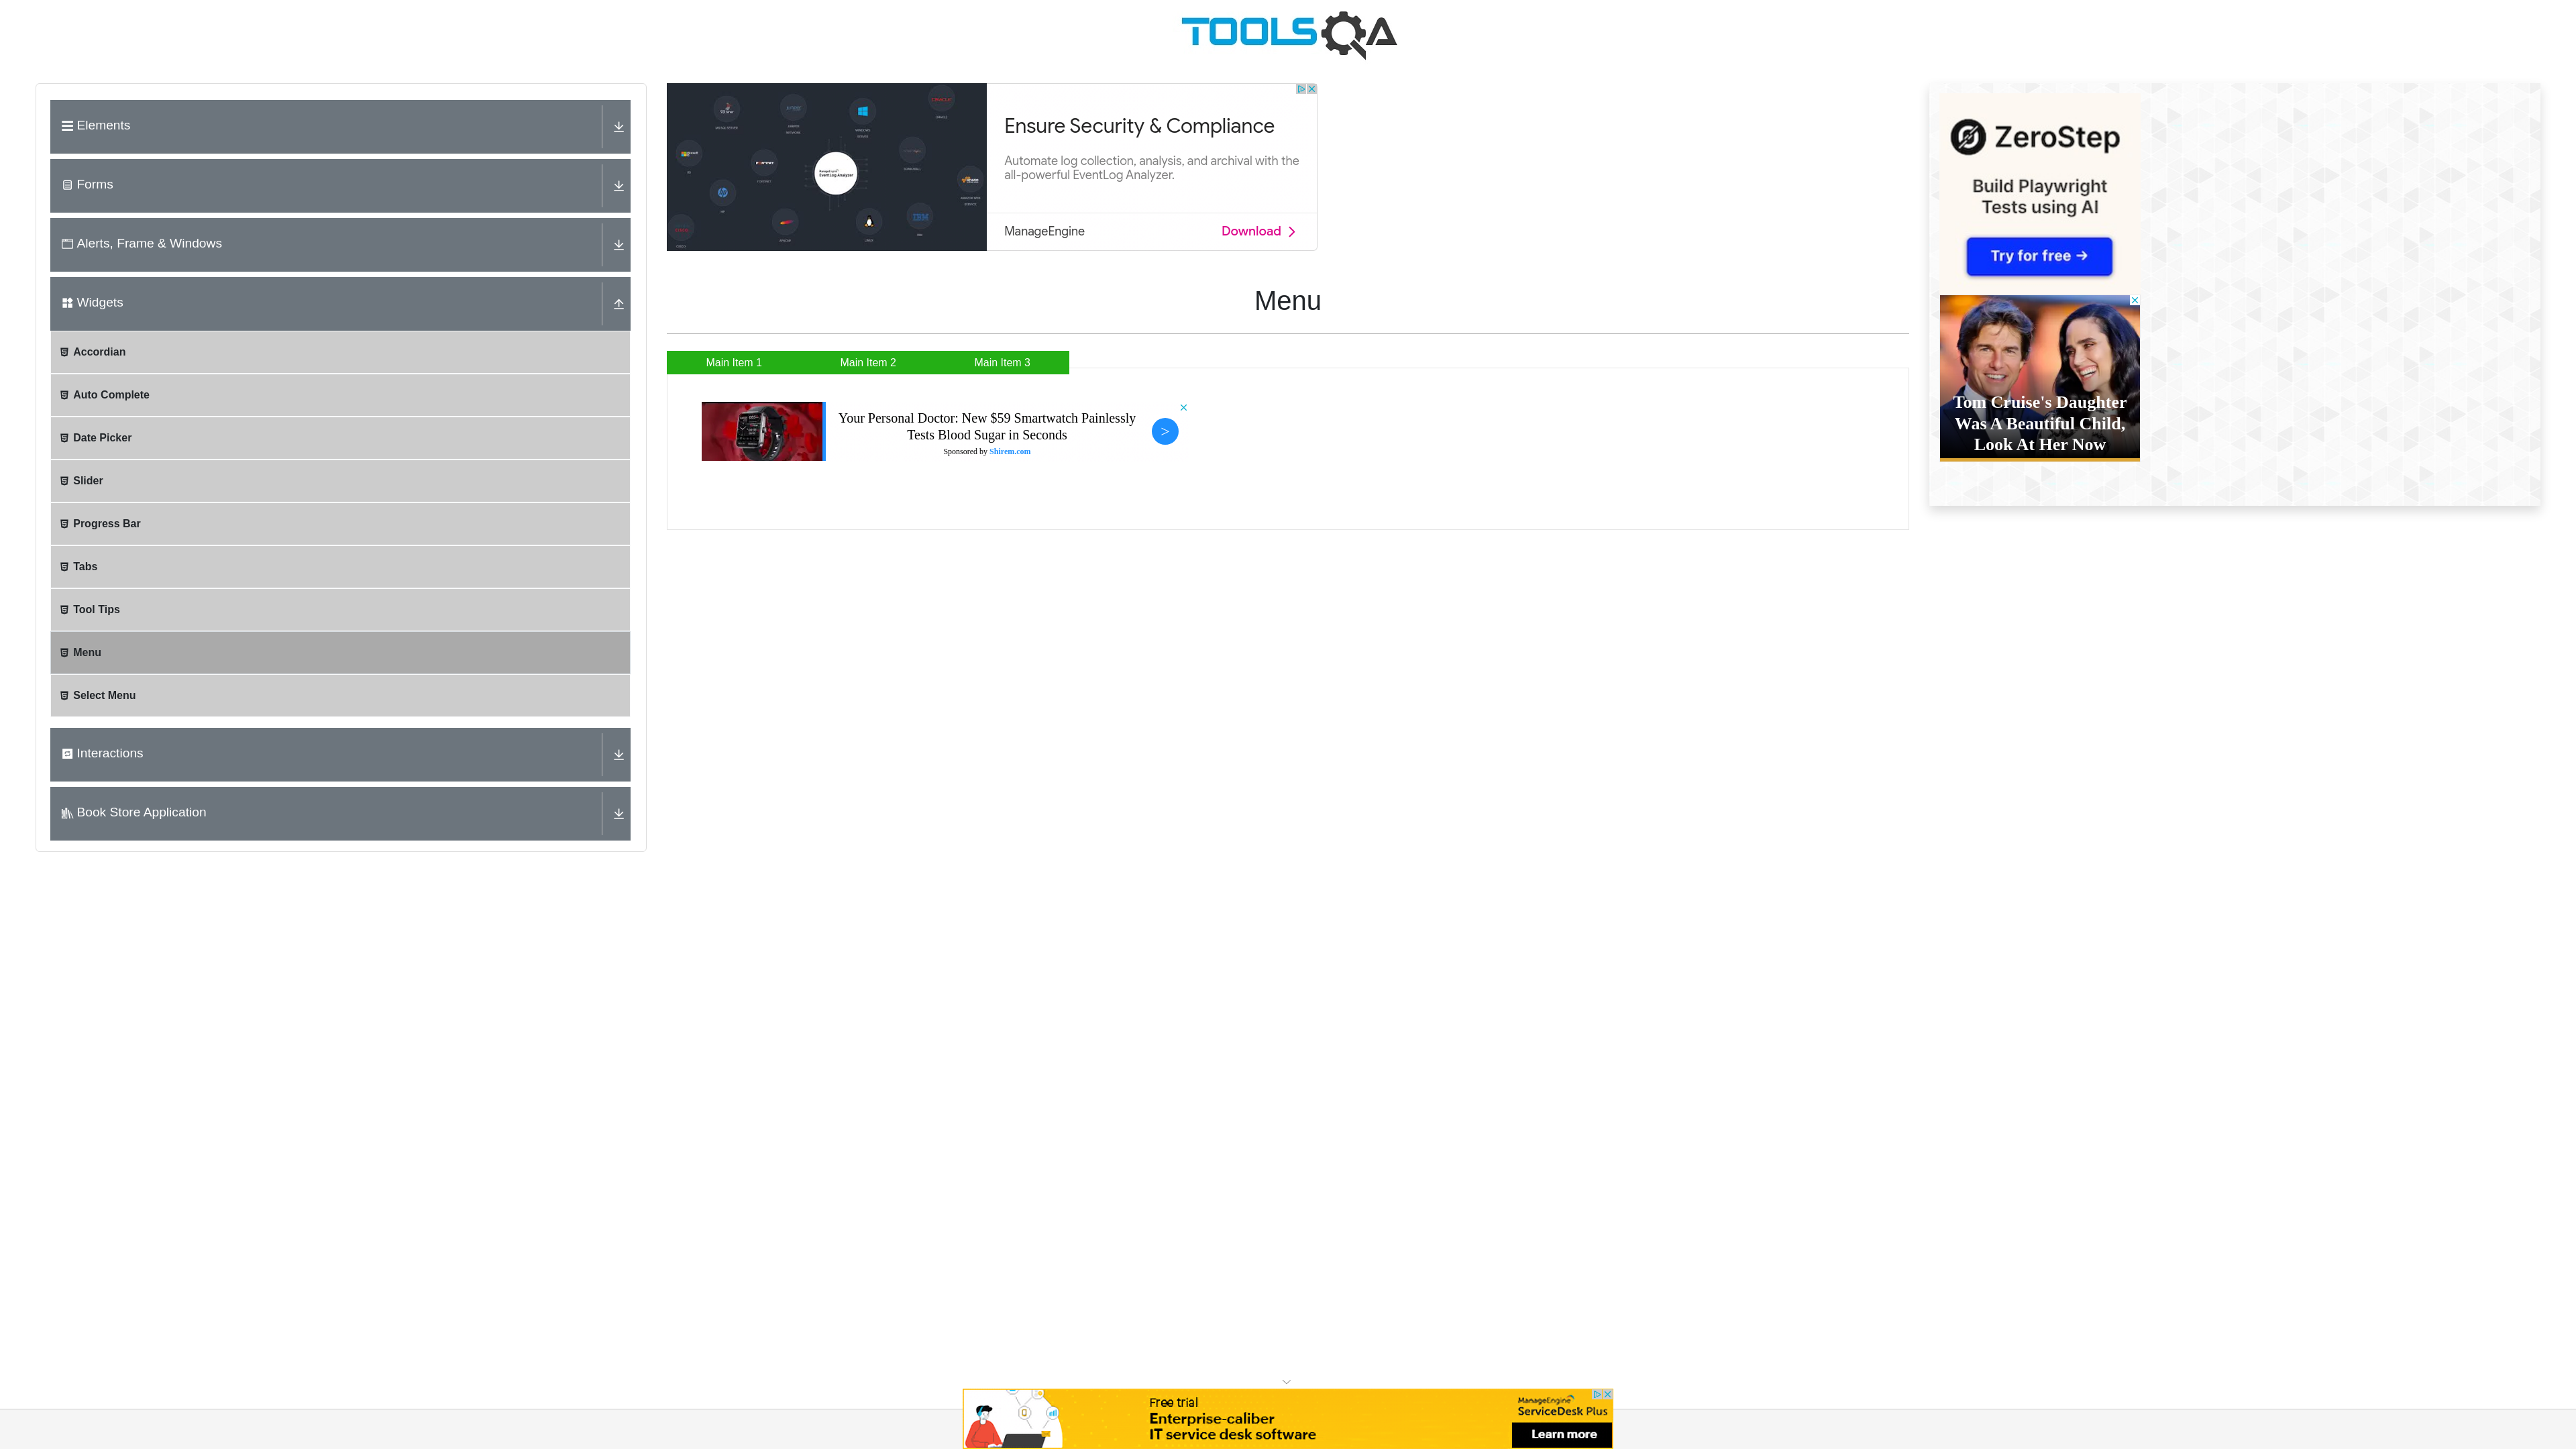 TOOLSQA
Elements
Forms
Alerts, Frame & Windows
Widgets
Accordian
Auto Complete
Date Picker
Slider
Progress Bar
Tabs
Tool Tips
Menu
Select Menu
Interactions
Book Store Application
Ensure Security & Compliance
Automate log collection, analysis, and archival with the
all-powerful EventLog Analyzer.
ManageEngine
Download
Menu
Main Item 1
Main Item 2
Main Item 3
Your Personal Doctor: New $59 Smartwatch Painlessly
Tests Blood Sugar in Seconds
Sponsored by Shirem.com
>
ZeroStep
Build Playwright
Tests using AI
Try for free →
Tom Cruise's Daughter
Was A Beautiful Child,
Look At Her Now
Free trial
Enterprise-caliber
IT service desk software
ManageEngine
ServiceDesk Plus
Learn more